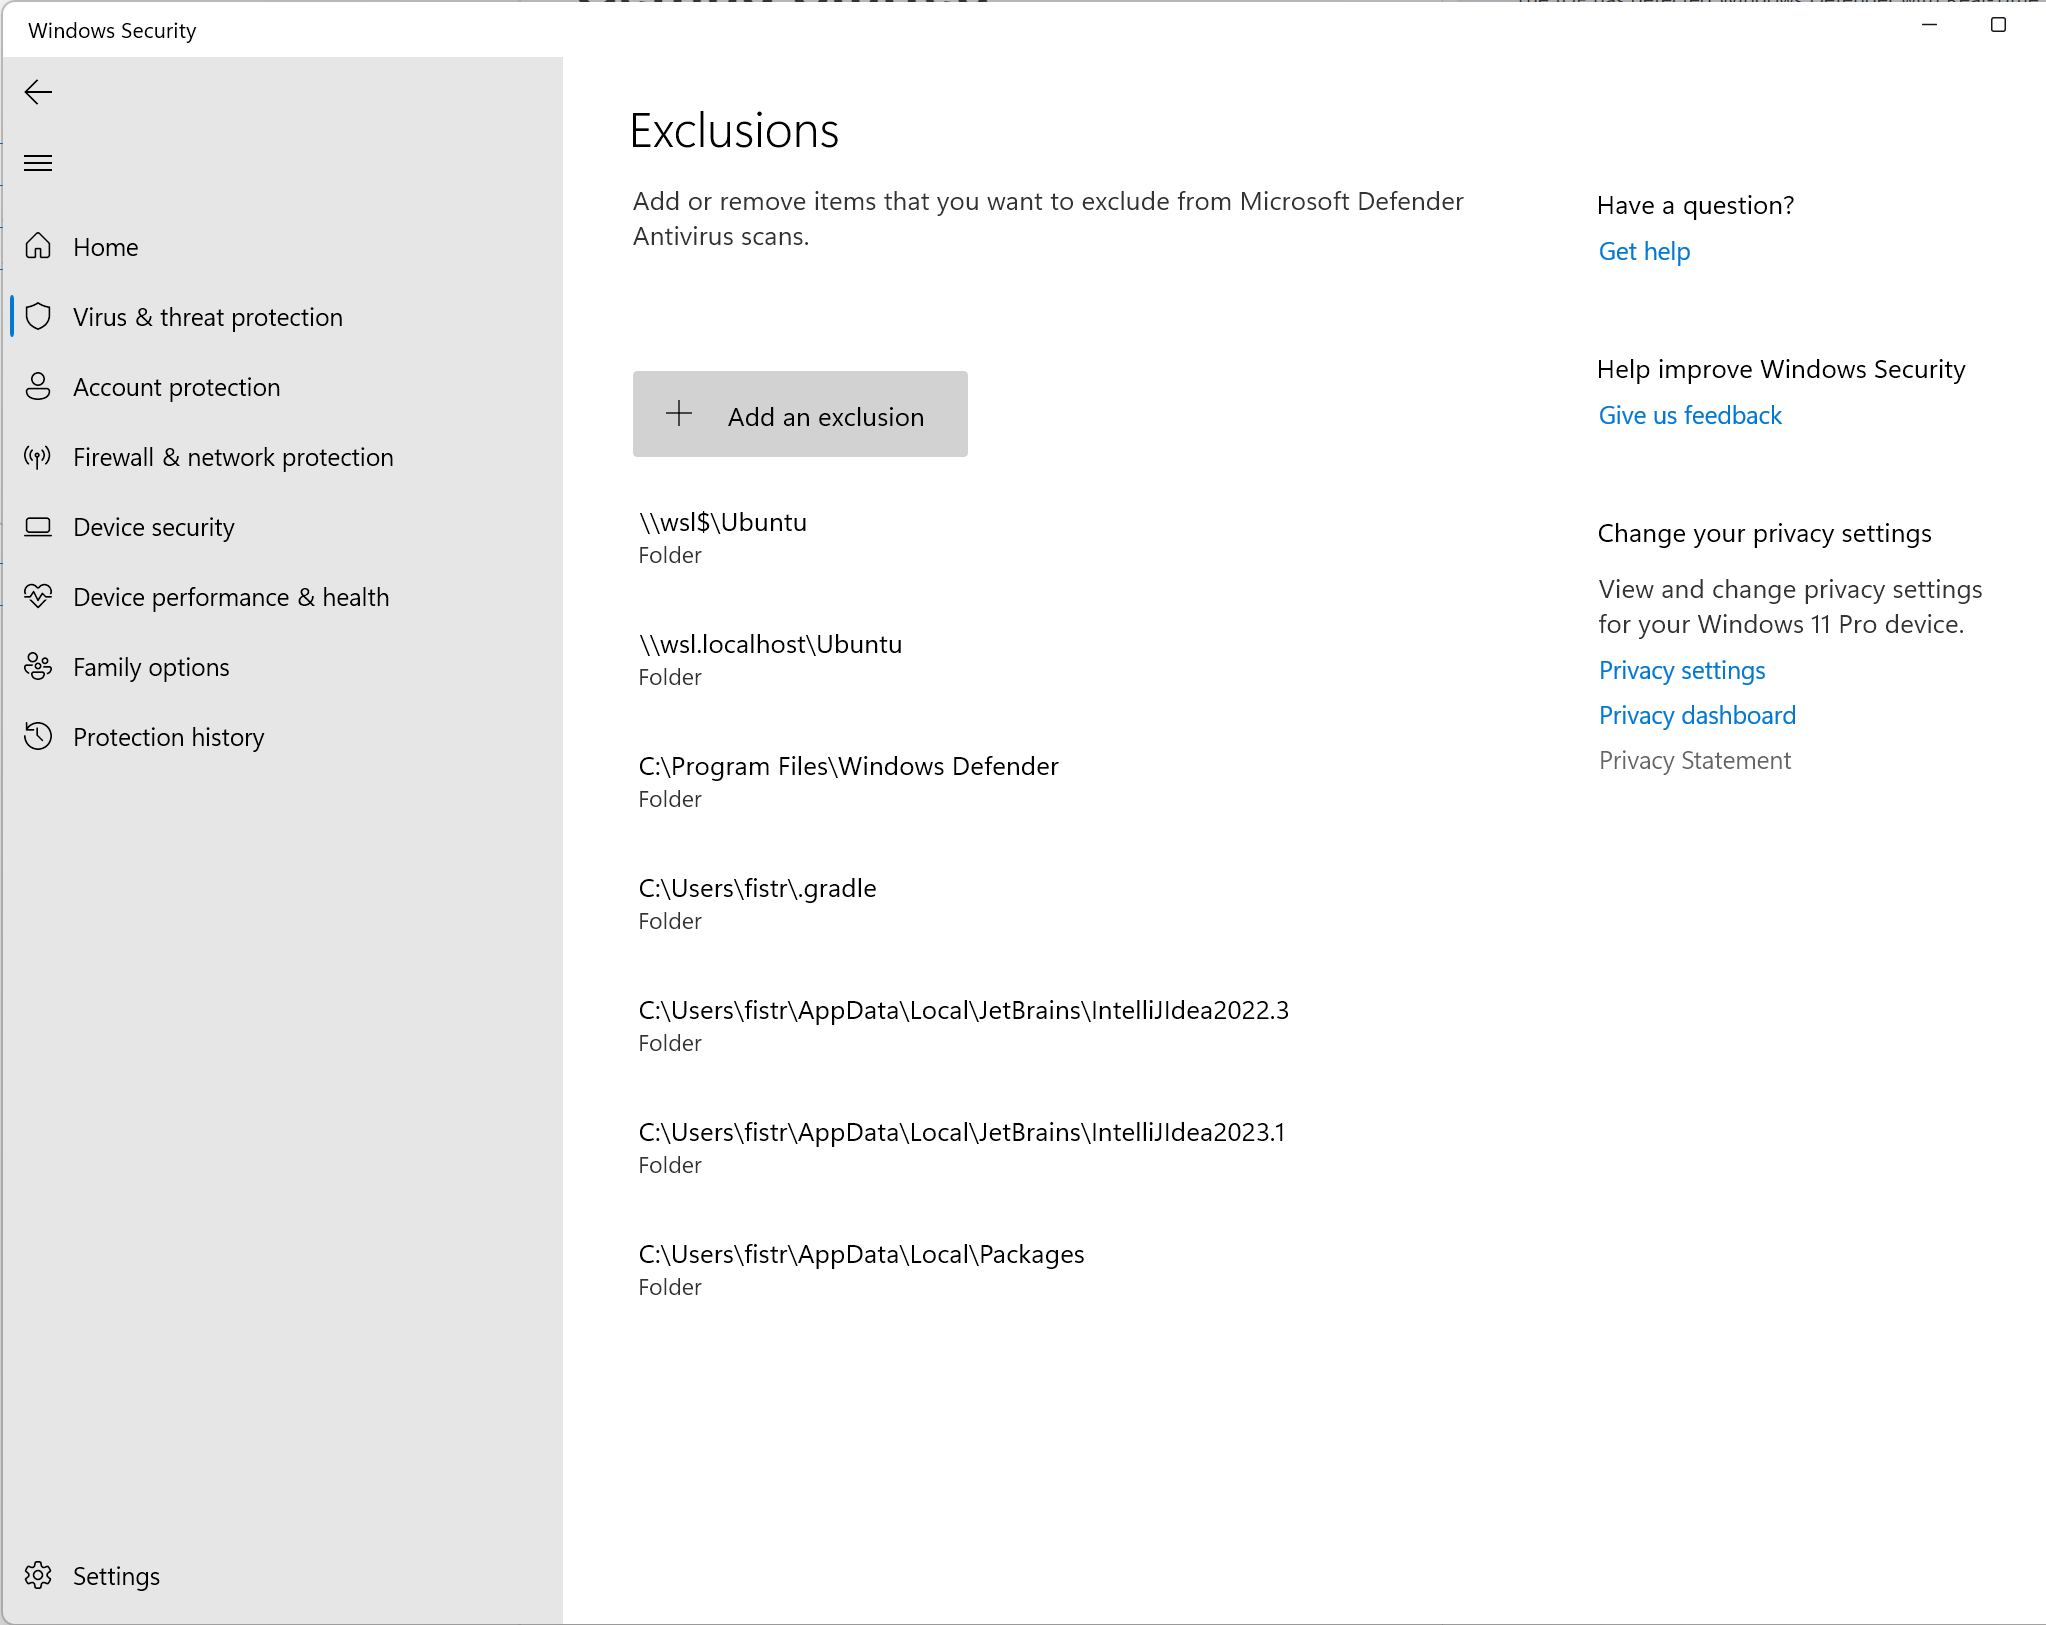 Windows Security
Home
Virus & threat protection
Account protection
Firewall & network protection
Device security
Device performance & health
Family options
Protection history
Settings
Exclusions
Add or remove items that you want to exclude from Microsoft Defender
Antivirus scans.
Add an exclusion
\\wsl$\Ubuntu
Folder
\\wsl.localhost\Ubuntu
Folder
C:\Program Files\Windows Defender
Folder
C:\Users\fistr\.gradle
Folder
C:\Users\fistr\AppData\Local\JetBrains\IntelliJIdea2022.3
Folder
C:\Users\fistr\AppData\Local\JetBrains\IntelliJIdea2023.1
Folder
C:\Users\fistr\AppData\Local\Packages
Folder
Have a question?
Get help
Help improve Windows Security
Give us feedback
Change your privacy settings
View and change privacy settings
for your Windows 11 Pro device.
Privacy settings
Privacy dashboard
Privacy Statement